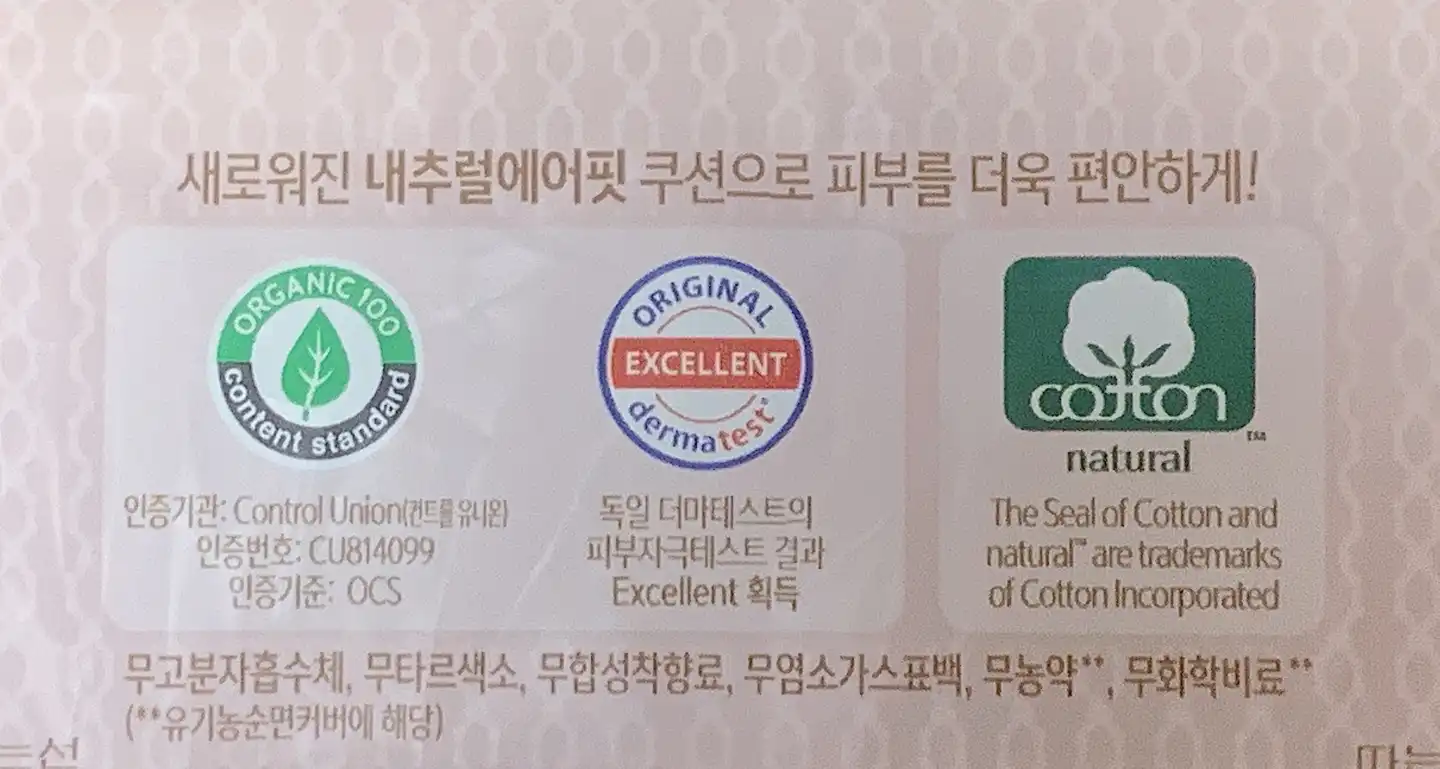 새로워진 내추럴에어핏 쿠션으로 피부를 더욱 편안하게!
ORGANIC 100
content standard
인증기관: Control Union(컨트롤유니온)
인증번호: CU814099
인증기준: OCS
ORIGINAL
EXCELLENT
dermatest®
독일 더마테스트의
피부자극테스트 결과
Excellent 획득
cotton
natural™
The Seal of Cotton and
natural™ are trademarks
of Cotton Incorporated
무고분자흡수체, 무타르색소, 무합성착향료, 무염소가스표백, 무농약**, 무화학비료**
(**유기농순면커버에 해당)